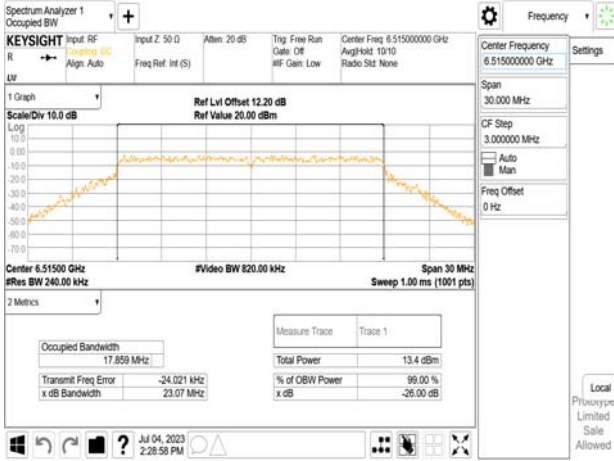 Spectrum Analyzer 1
Occupied BW
Frequency
KEYSIGHT
R
Input: RF
Coupling: DC
Align: Auto
Input Z: 50 Ω
Freq Ref: Int (S)
Atten: 20 dB
Trig: Free Run
Gate: Off
#IF Gain: Low
Center Freq: 6.515000000 GHz
Avg|Hold: 10/10
Radio Std: None
1 Graph
Scale/Div 10.0 dB
Ref Lvl Offset 12.20 dB
Ref Value 20.00 dBm
Log
10.0
0.00
-10.0
-20.0
-30.0
-40.0
-50.0
-60.0
-70.0
Center 6.51500 GHz
#Res BW 240.00 kHz
#Video BW 820.00 kHz
Span 30 MHz
Sweep 1.00 ms (1001 pts)
2 Metrics
Measure Trace
Trace 1
Occupied Bandwidth
17.859 MHz
Total Power
13.4 dBm
Transmit Freq Error
-24.021 kHz
% of OBW Power
99.00 %
x dB Bandwidth
23.07 MHz
x dB
-26.00 dB
Jul 04, 2023
2:28:58 PM
Center Frequency
6.515000000 GHz
Settings
Span
30.000 MHz
CF Step
3.000000 MHz
Auto
Man
Freq Offset
0 Hz
Local
Prototype
Limited
Sale
Allowed